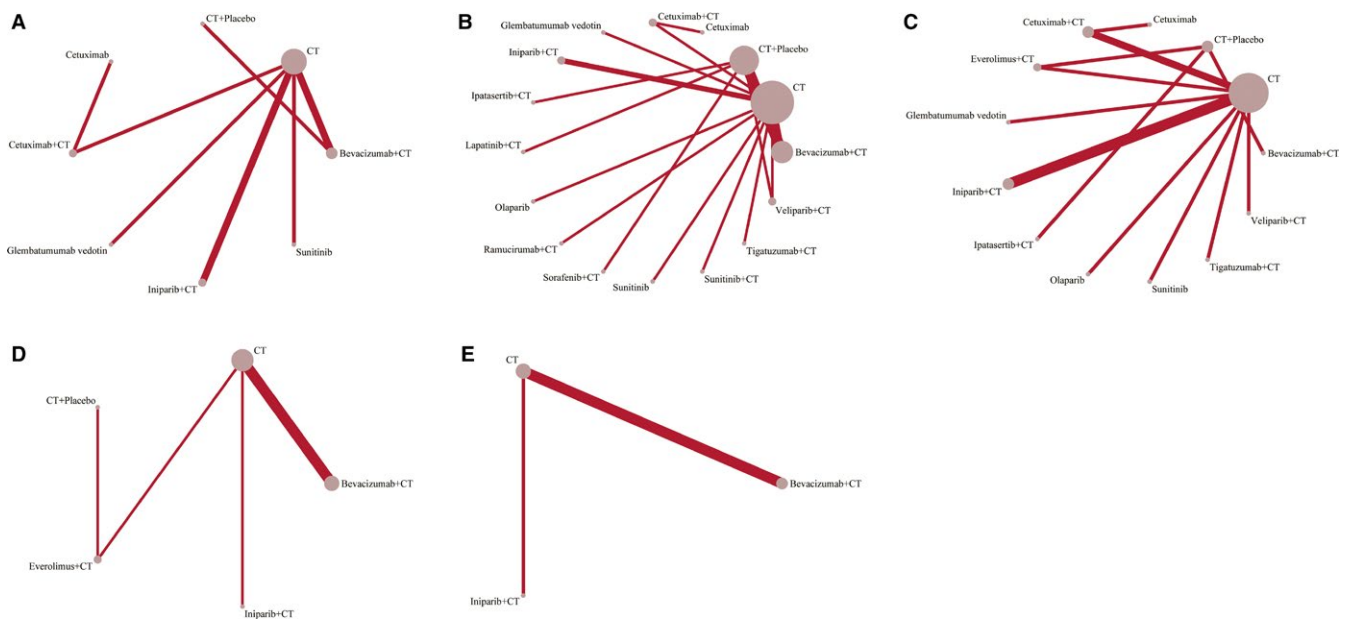 A
CT+Placebo
CT
Cetuximab
Cetuximab+CT
Bevacizumab+CT
Glembatumumab vedotin
Sunitinib
Iniparib+CT
B
Cetuximab+CT
Glembatumumab vedotin
Cetuximab
Iniparib+CT
CT+Placebo
CT
Ipatasertib+CT
Lapatinib+CT
Bevacizumab+CT
Olaparib
Veliparib+CT
Ramucirumab+CT
Tigatuzumab+CT
Sorafenib+CT
Sunitinib+CT
Sunitinib
C
Cetuximab
Cetuximab+CT
CT+Placebo
Everolimus+CT
CT
Glembatumumab vedotin
Bevacizumab+CT
Iniparib+CT
Veliparib+CT
Ipatasertib+CT
Tigatuzumab+CT
Olaparib
Sunitinib
D
CT
CT+Placebo
Bevacizumab+CT
Everolimus+CT
Iniparib+CT
E
CT
Bevacizumab+CT
Iniparib+CT